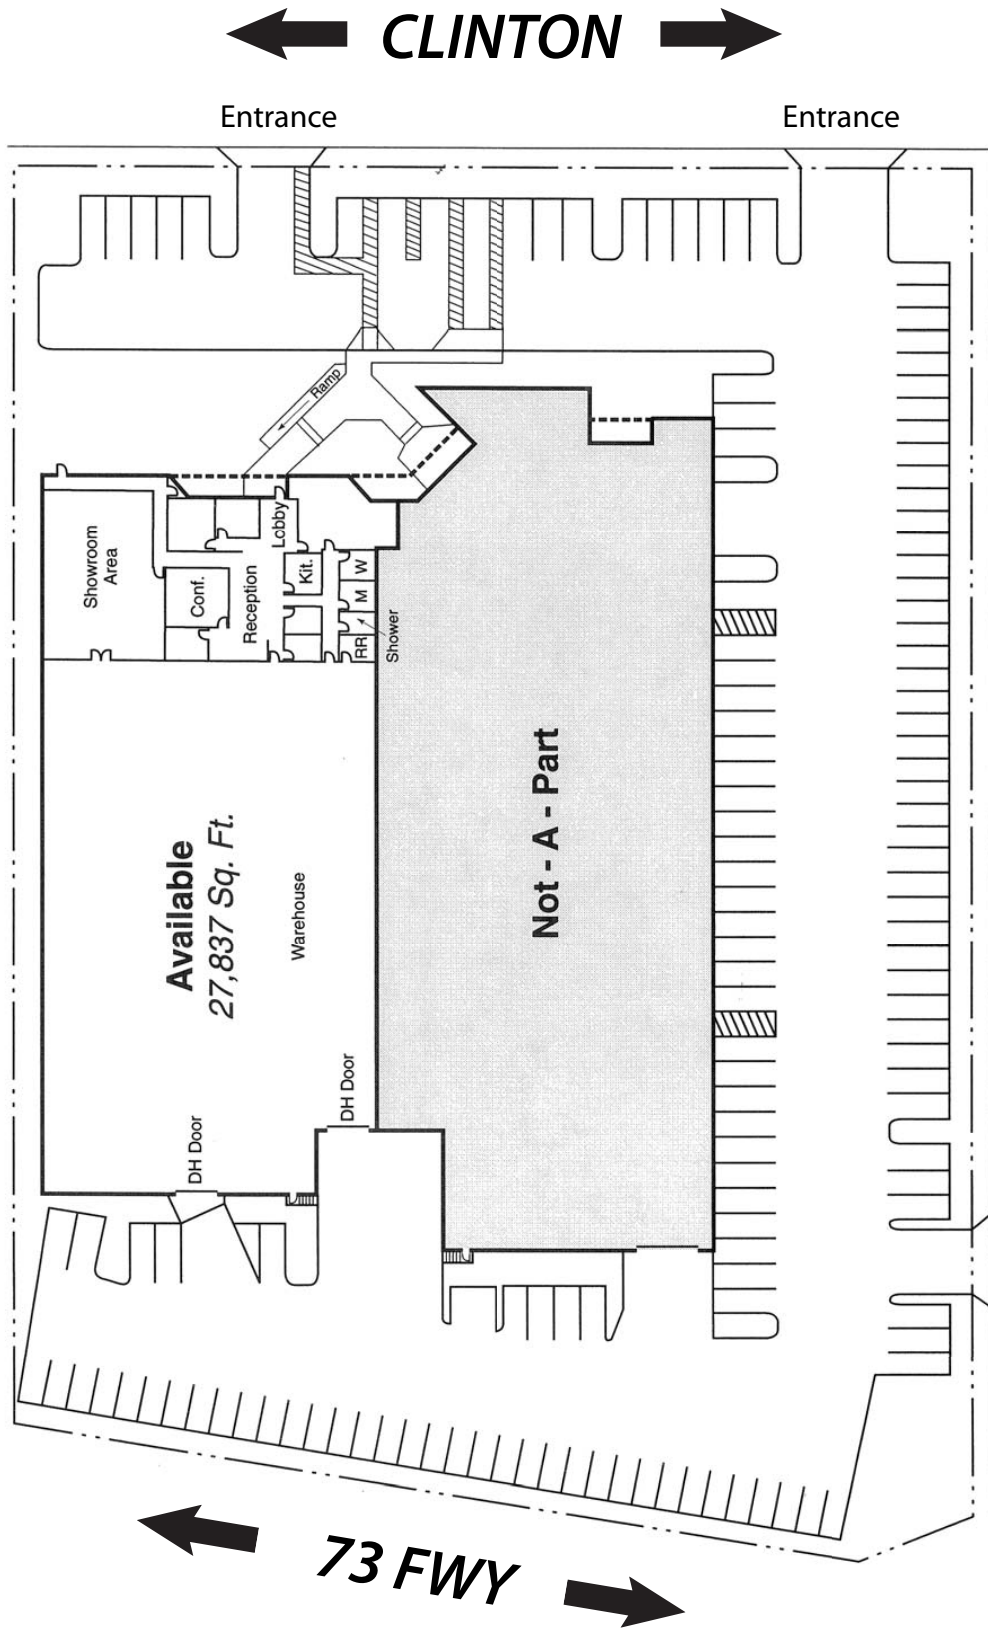 CLINTON
Entrance
Entrance
Ramp
Showroom
Area
Lobby
Conf.
Reception
Kit.
W
M
RR
Shower
Not - A - Part
Available
27,837 Sq. Ft.
Warehouse
DH Door
DH Door
73 FWY